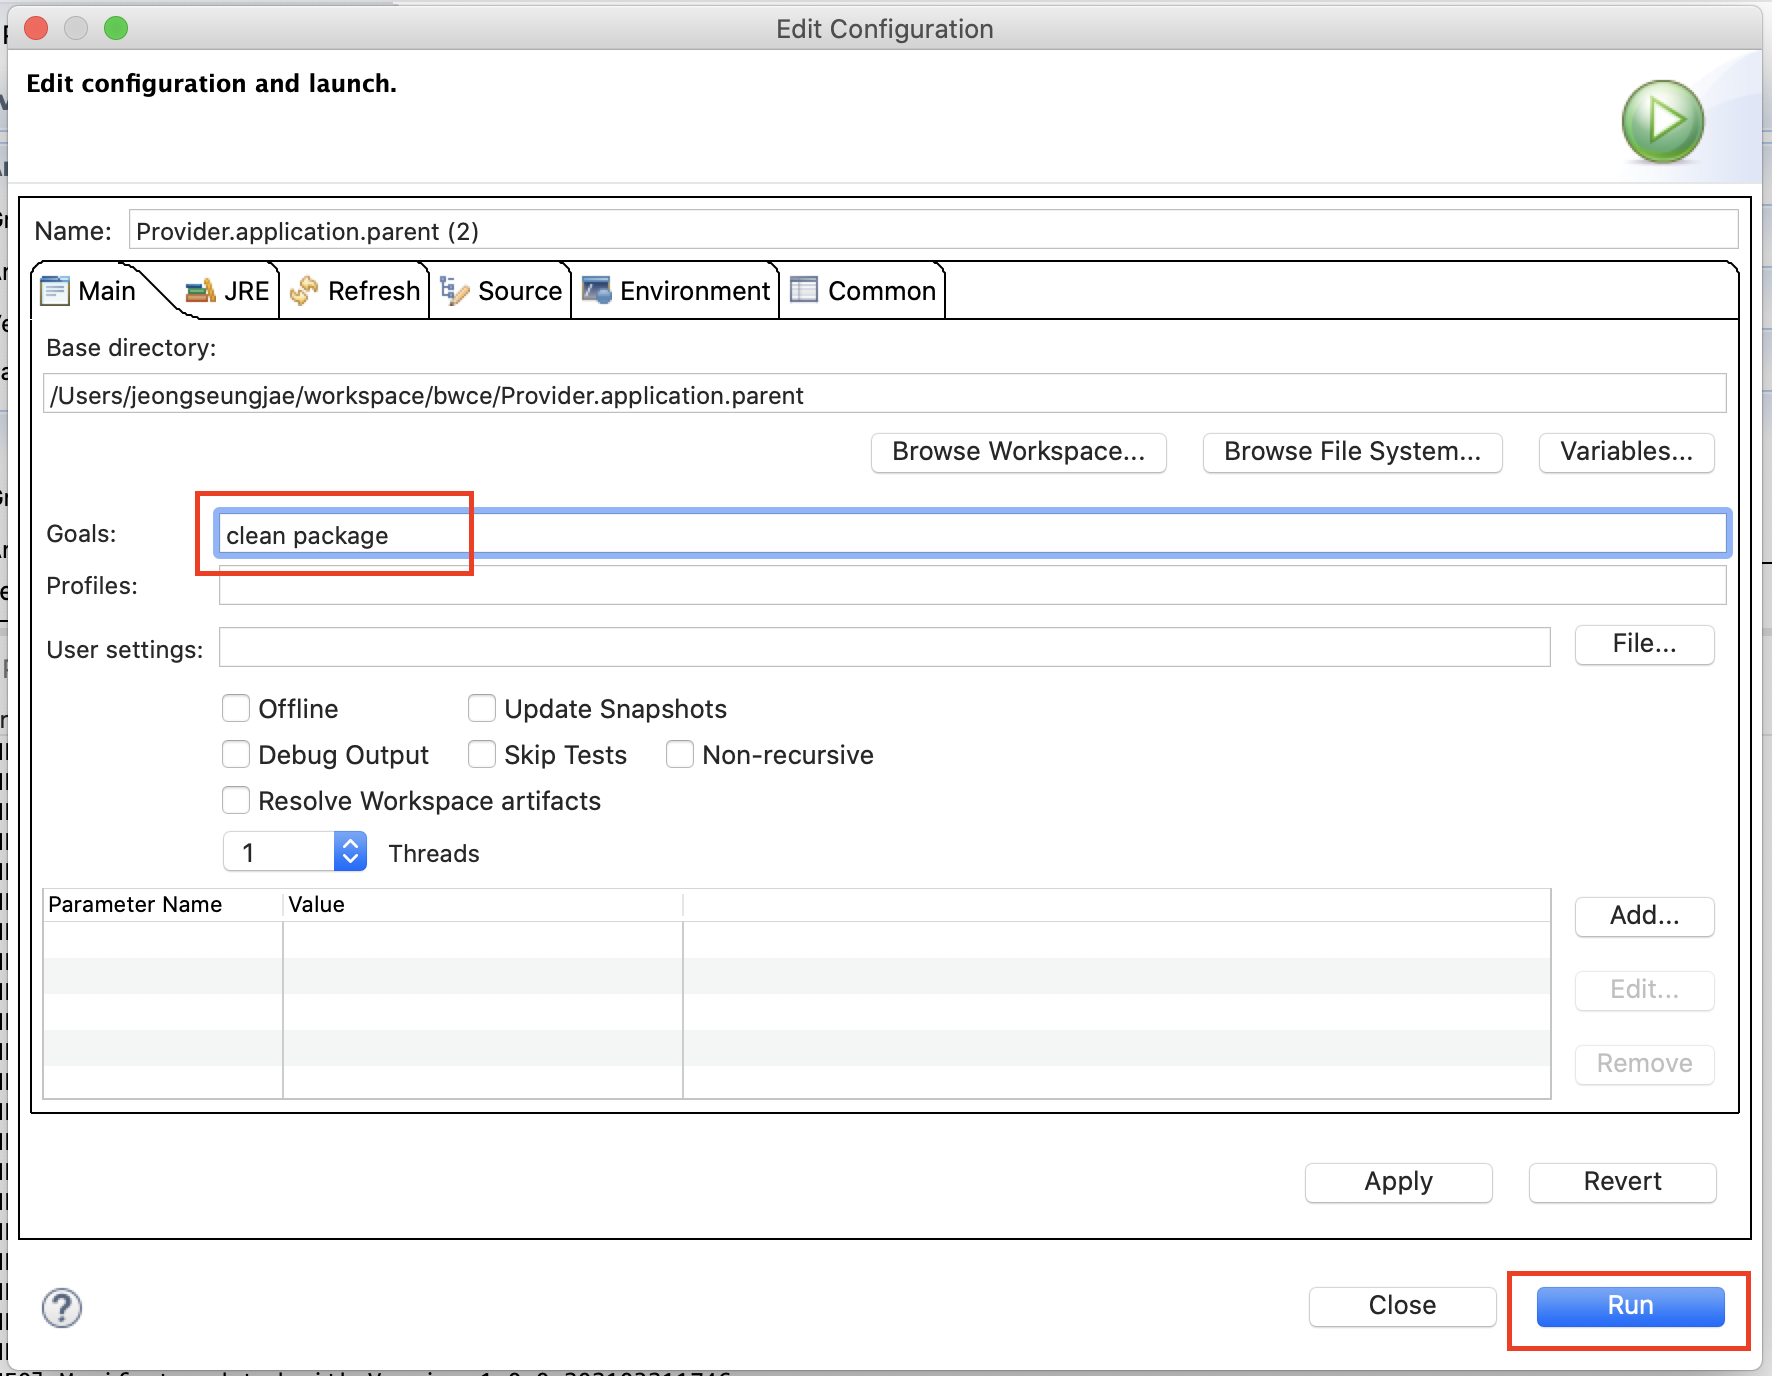 Edit Configuration
Edit configuration and launch.
Name: Provider.application.parent (2)
Main JRE Refresh Source Environment Common
Base directory:
/Users/jeongseungjae/workspace/bwce/Provider.application.parent
Browse Workspace... Browse File System... Variables...
Goals: clean package
Profiles:
User settings: File...
Offline Update Snapshots
Debug Output Skip Tests Non-recursive
Resolve Workspace artifacts
1 Threads
Parameter Name Value
Add...
Edit...
Remove
Apply Revert
? Close Run